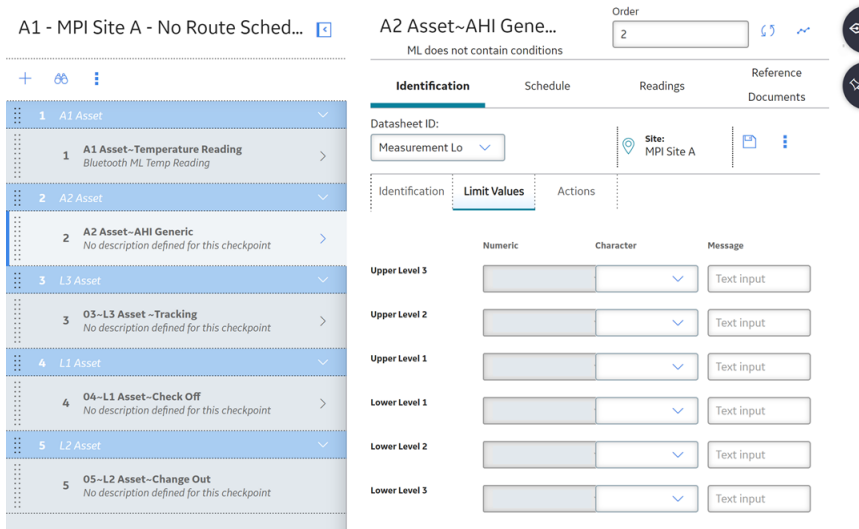 A1 - MPI Site A - No Route Sched...
1 A1 Asset
1 A1 Asset~Temperature Reading
Bluetooth ML Temp Reading
2 A2 Asset
2 A2 Asset~AHI Generic
No description defined for this checkpoint
3 L3 Asset
3 03~L3 Asset ~Tracking
No description defined for this checkpoint
4 L1 Asset
4 04~L1 Asset~Check Off
No description defined for this checkpoint
5 L2 Asset
5 05~L2 Asset~Change Out
No description defined for this checkpoint
A2 Asset~AHI Gene...
ML does not contain conditions
Order
2
Identification Schedule Readings Reference
Documents
Datasheet ID:
Measurement Lo
Site:
MPI Site A
Identification Limit Values Actions
Numeric Character Message
Upper Level 3 Text input
Upper Level 2 Text input
Upper Level 1 Text input
Lower Level 1 Text input
Lower Level 2 Text input
Lower Level 3 Text input